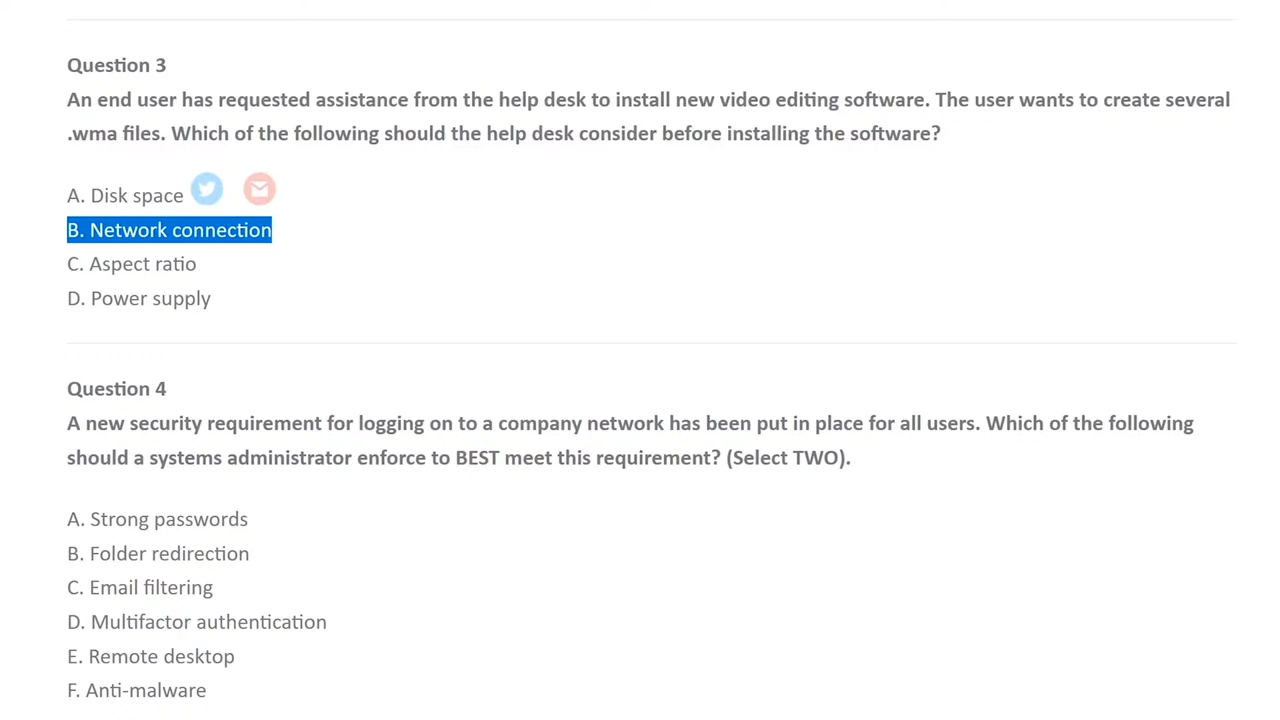 Question 3
An end user has requested assistance from the help desk to install new video editing software. The user wants to create several
.wma files. Which of the following should the help desk consider before installing the software?
A. Disk space
B. Network connection
C. Aspect ratio
D. Power supply
Question 4
A new security requirement for logging on to a company network has been put in place for all users. Which of the following
should a systems administrator enforce to BEST meet this requirement? (Select TWO).
A. Strong passwords
B. Folder redirection
C. Email filtering
D. Multifactor authentication
E. Remote desktop
F. Anti-malware